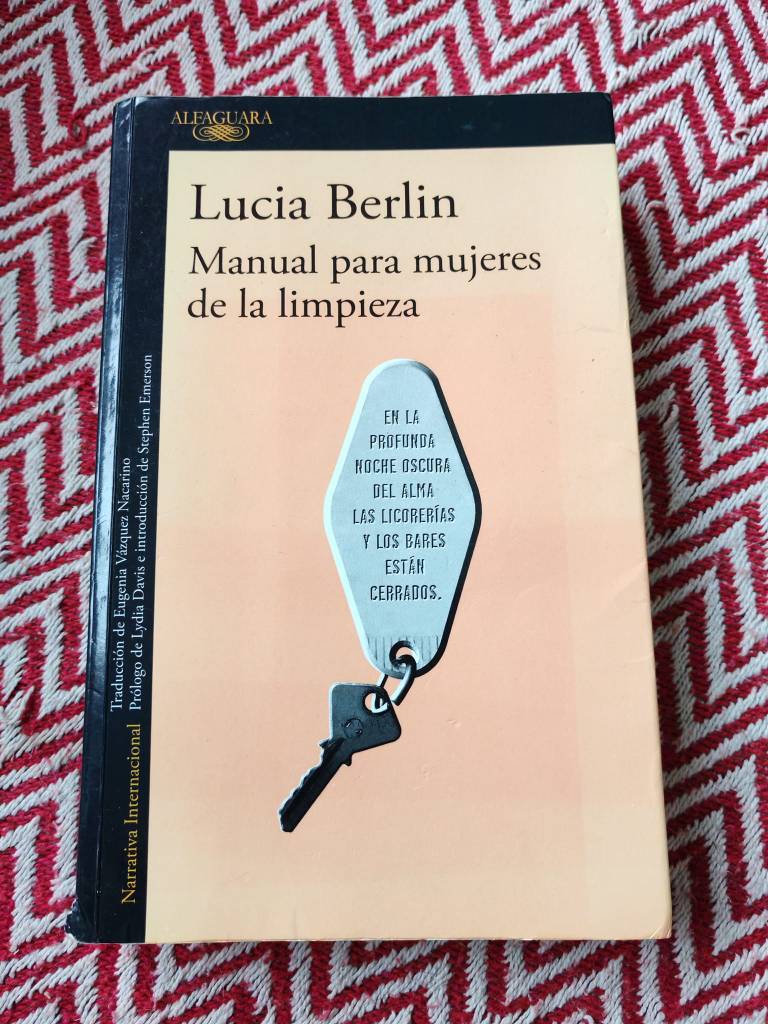 ALFAGUARA
Lucia Berlin
Manual para mujeres
de la limpieza
EN LA
PROFUNDA
NOCHE OSCURA
DEL ALMA
LAS LICORERÍAS
Y LOS BARES
ESTÁN
CERRADOS.
Traducción de Eugenia Vázquez Nacarino
Prólogo de Lydia Davis e introducción de Stephen Emerson
Narrativa Internacional